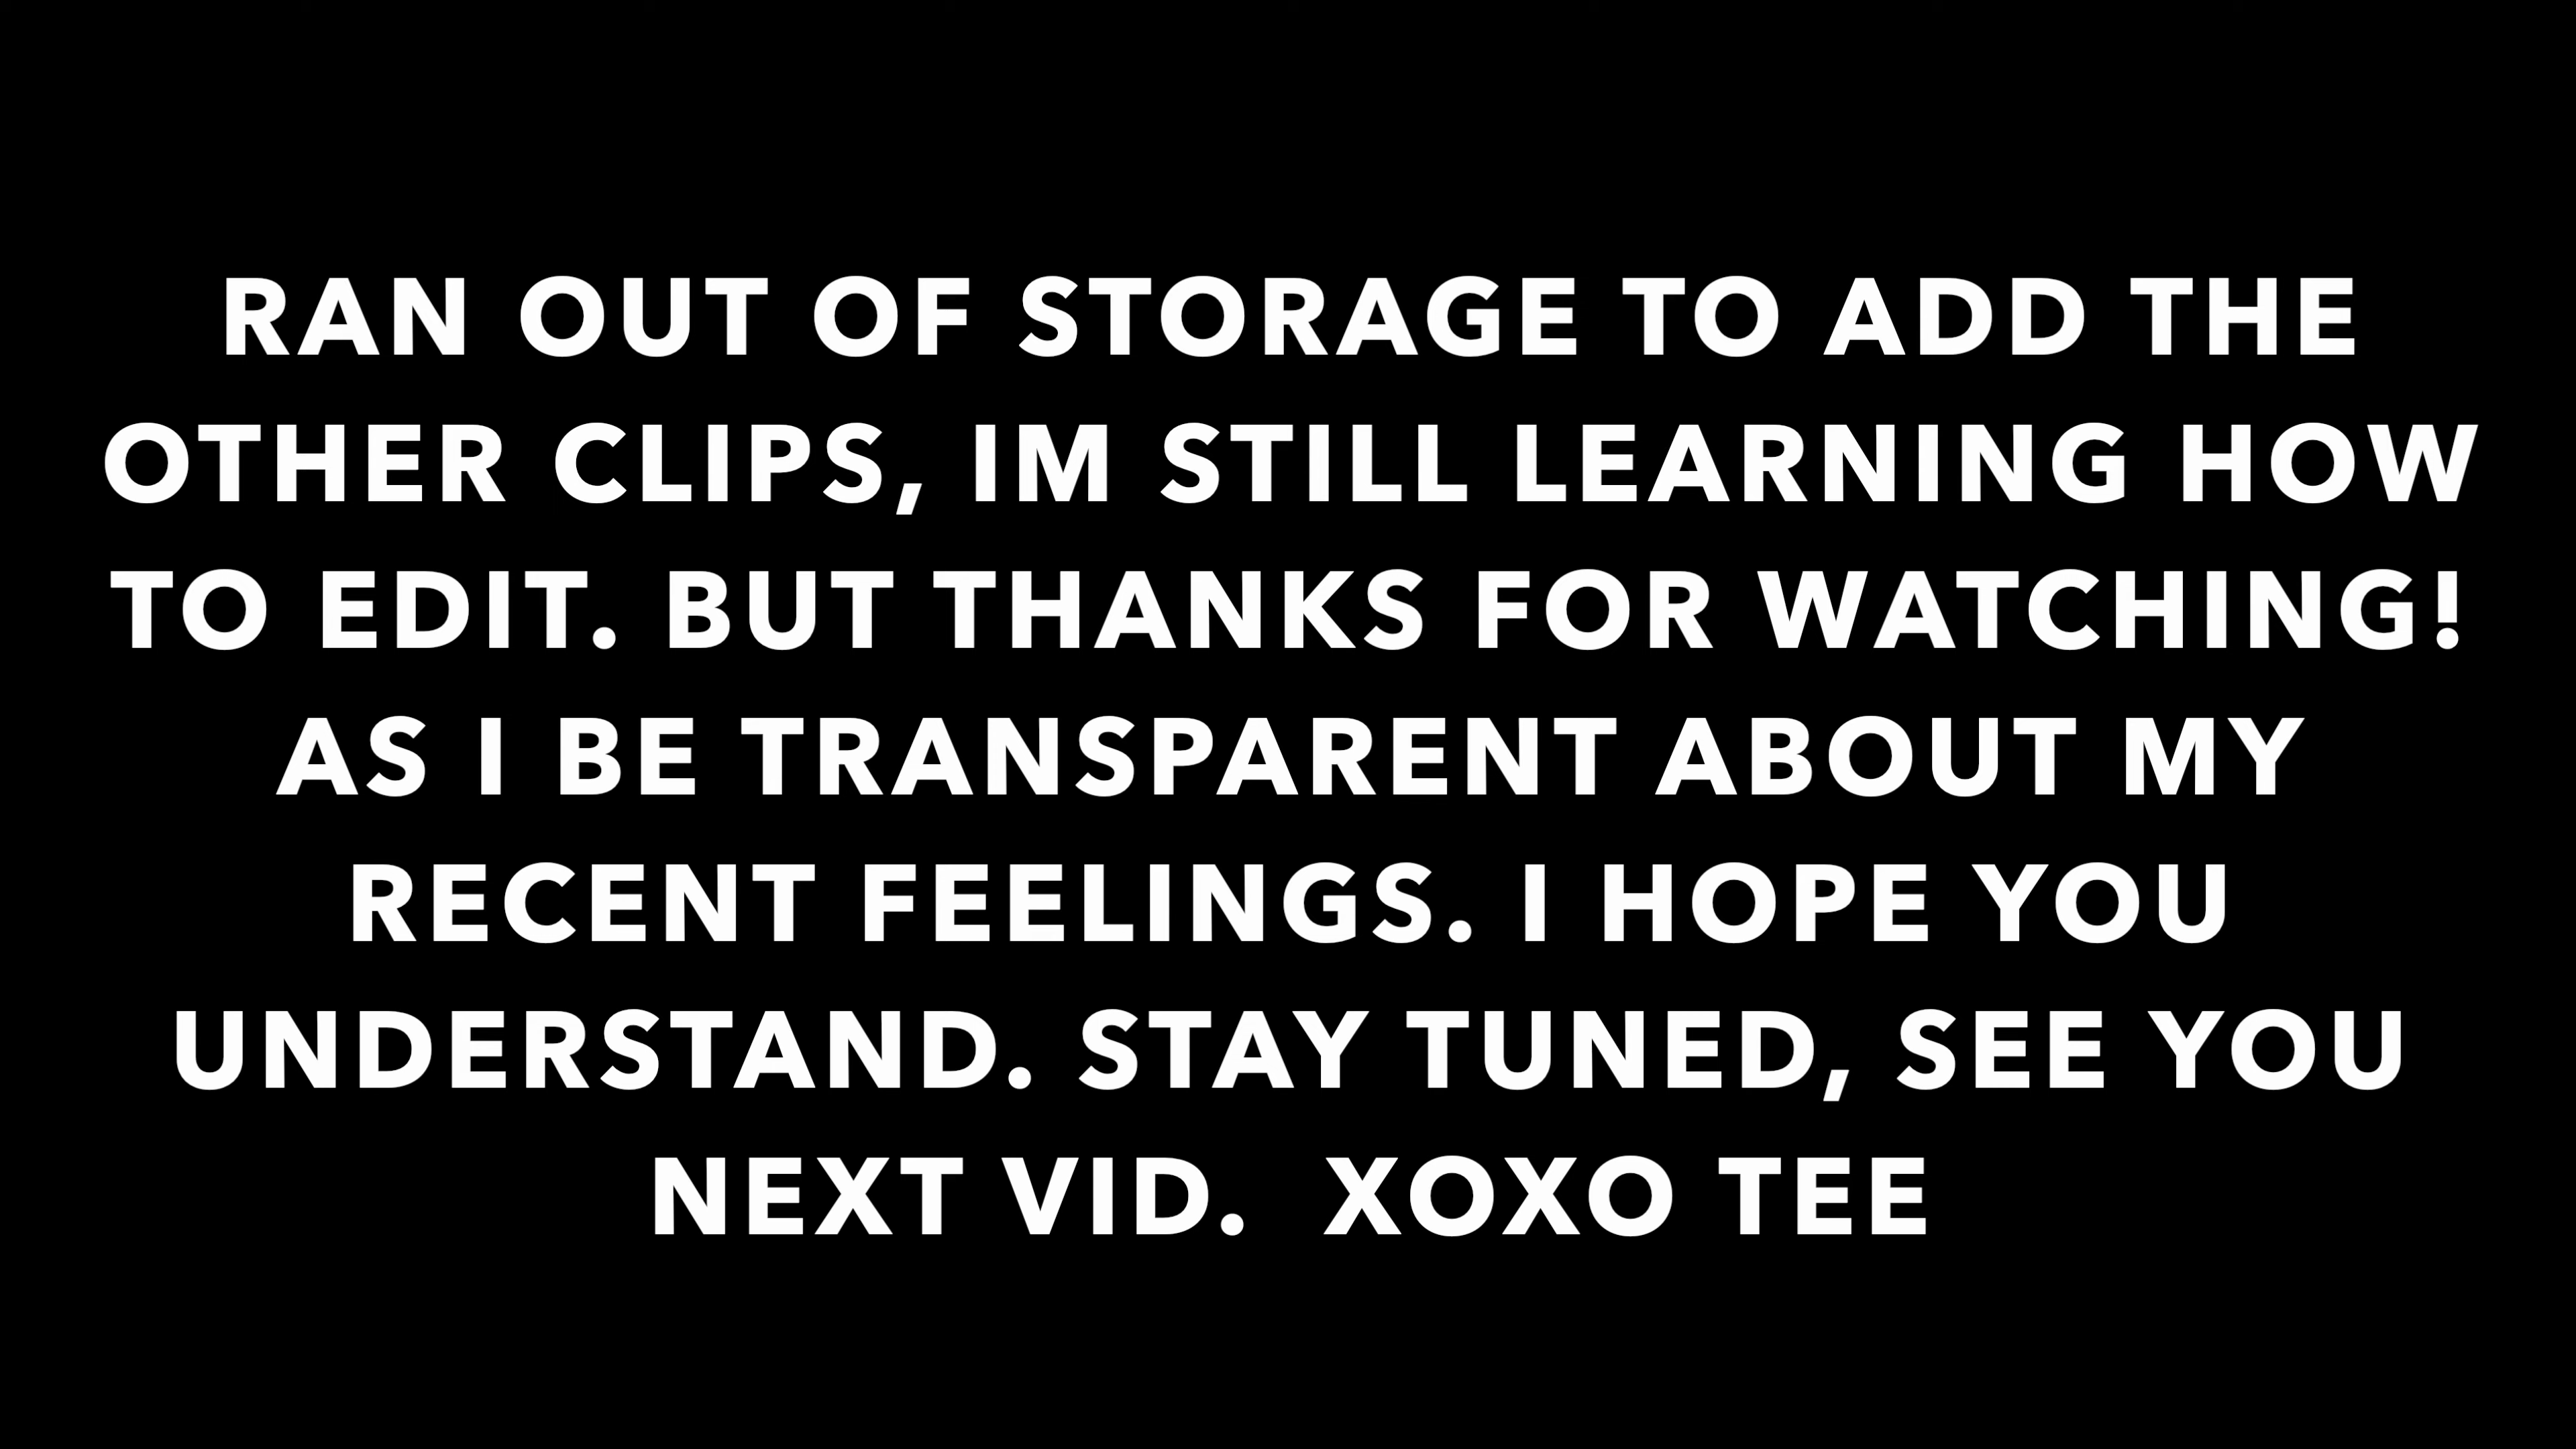 RAN OUT OF STORAGE TO ADD THE
OTHER CLIPS, IM STILL LEARNING HOW
TO EDIT. BUT THANKS FOR WATCHING!
AS I BE TRANSPARENT ABOUT MY
RECENT FEELINGS. I HOPE YOU
UNDERSTAND. STAY TUNED, SEE YOU
NEXT VID.  XOXO TEE